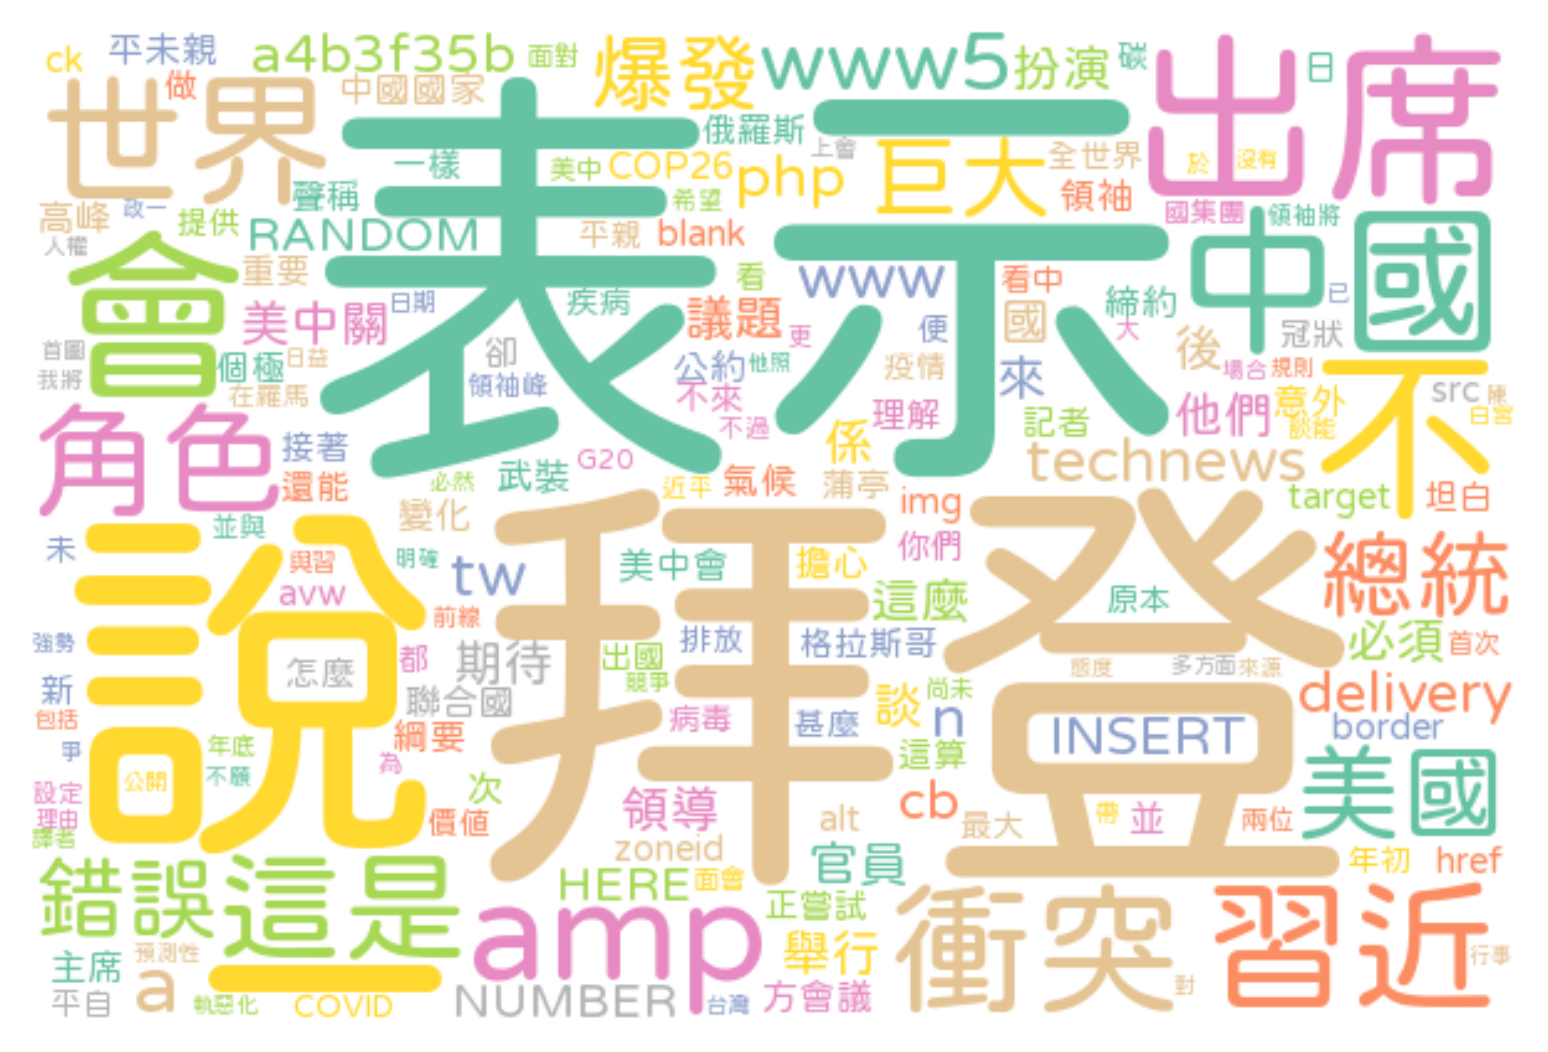 ck 平未親 a4b3f35b 面對 爆發 www5 扮演 碳 出席 日
世界 做 中國國家 表示 俄羅斯 上會 全世界 於 沒有
一樣 美中 COP26 php 巨大 領袖
高峰 政一 提供 聲稱 希望 國集團 領袖將
人權 RANDOM 平親 blank
會 重要 看 www 看中 中國
美中關 日期 疾病 議題 更 便 國 締約 大 已 冠狀
首圖 日益 個極 卻 公約 他照 疫情 來 後 場合 規則 不
我將 在羅馬 領袖峰 不來 理解 他們 意外 src 陳
角色 接著 不過 係 記者 談能 白宮
還能 必然 武裝 G20 近平 氣候 蒲亭 technews target 坦白
變化 img 拜登
說 未 並與 與習 明確 tw 美中會 擔心 你們 總統
avw 前線 這麼 原本
強勢 怎麼 都 期待 出國 排放 格拉斯哥 態度 多方面 來源 必須 首次
新 聯合國 競爭 談 尚未 n delivery
包括 綱要 病毒 甚麼 INSERT border
爭 年底 為 這算 美國
公開 不願 次
設定 價值 領導 alt cb 最大 帶 並 兩位
理由
譯者 zoneid 官員 年初 href
錯誤 這是 HERE 面會 正嘗試 衝突 習近
主席 預測性 一 amp 舉行 行事
平自 a 執惡化 COVID NUMBER 台灣 方會議 對